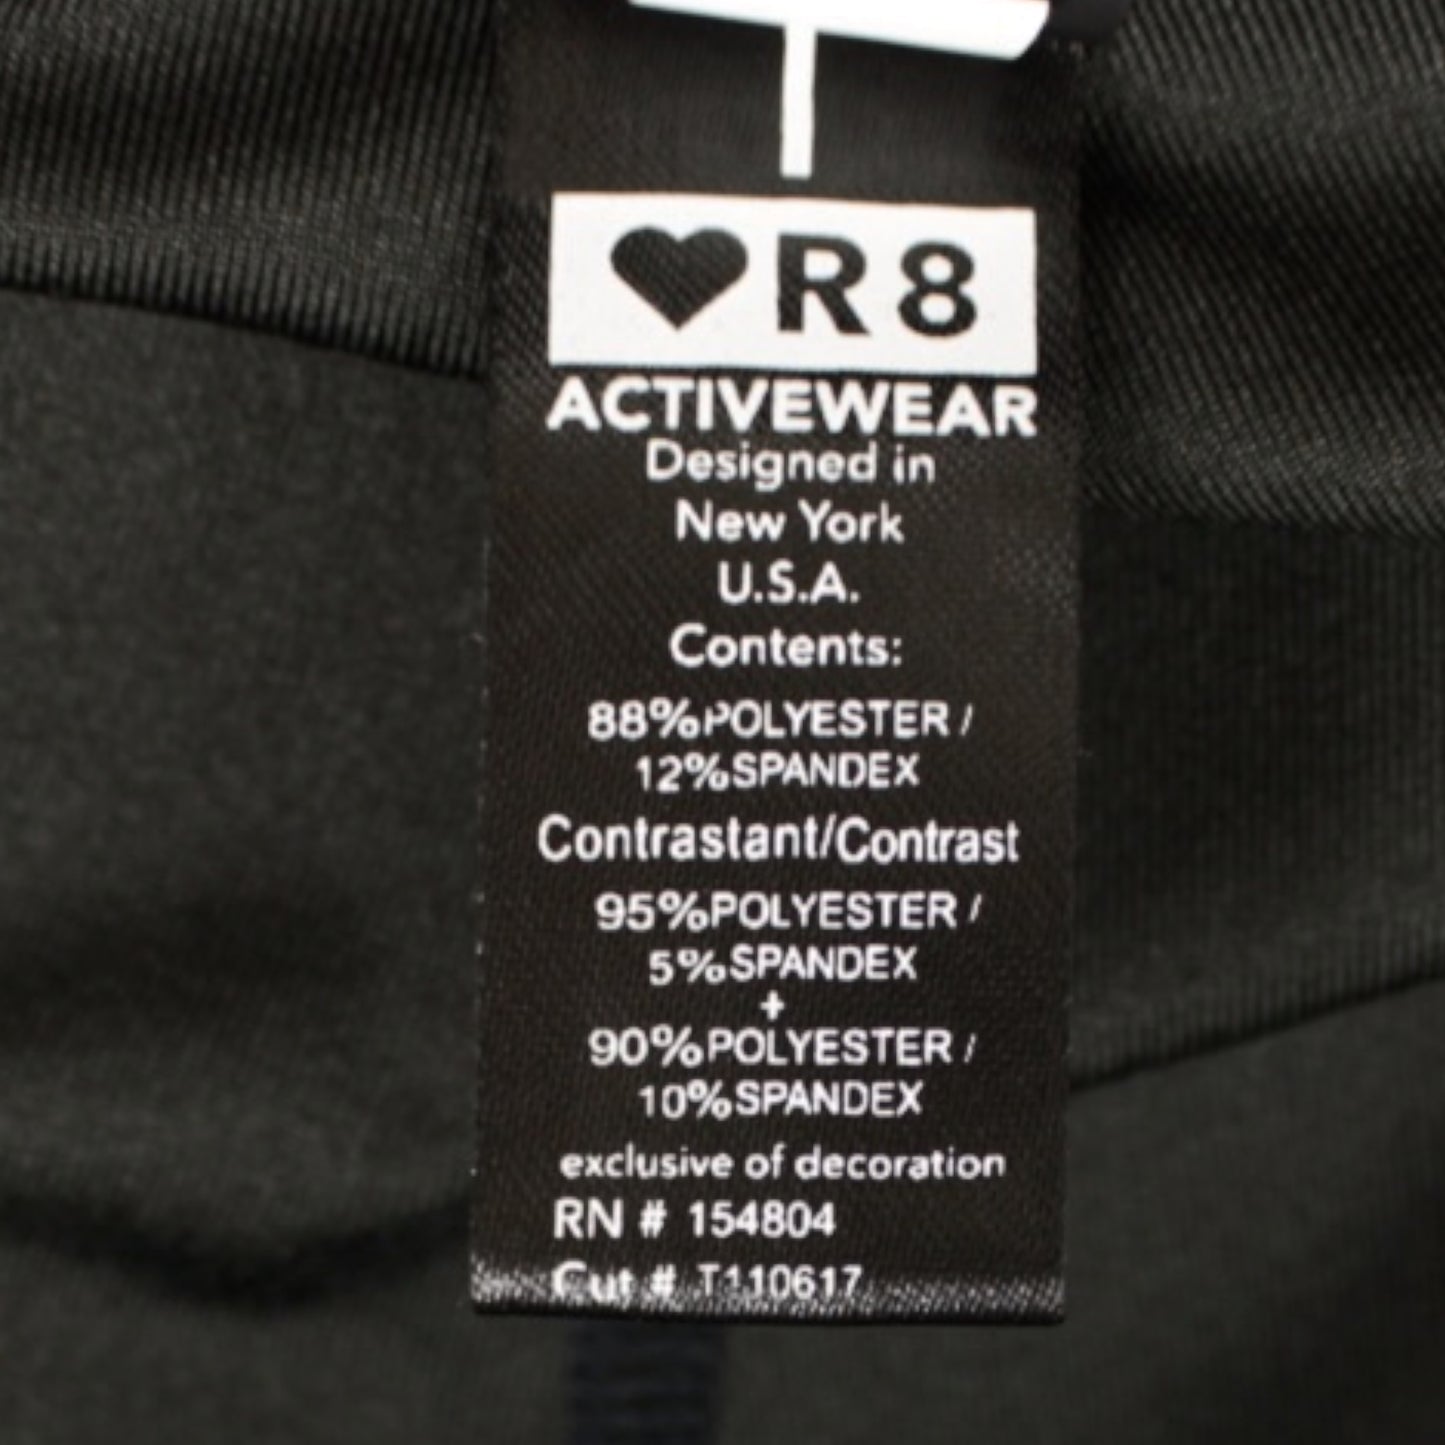 ♥R8
ACTIVEWEAR
Designed in
New York
U.S.A.
Contents:
88%POLYESTER /
12%SPANDEX
Contrastant/Contrast
95%POLYESTER /
5%SPANDEX
+
90%POLYESTER /
10%SPANDEX
exclusive of decoration
RN # 154804
Cut # T110617